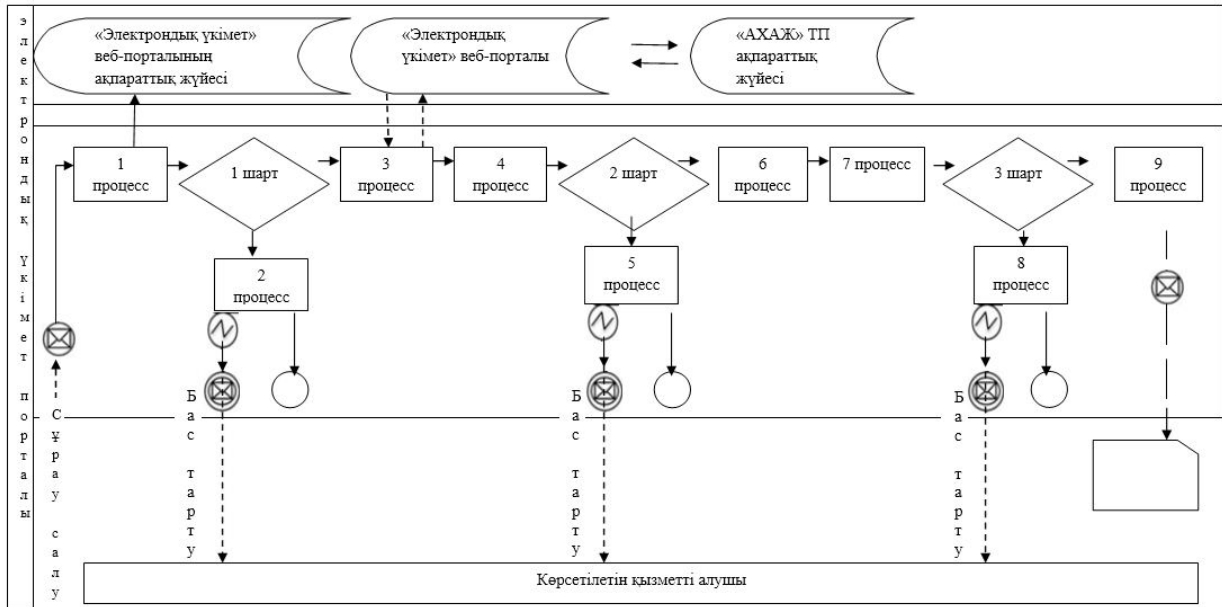 электрондық үкімет порталы
«Электрондық үкімет»
веб-порталының
ақпараттық жүйесі
«Электрондық
үкімет» веб-порталы
«АХАЖ» ТП
ақпараттық
жүйесі
1
процесс
1 шарт
3
процесс
4
процесс
2 шарт
6
процесс
7 процесс
3 шарт
9
процесс
2
процесс
5
процесс
8
процесс
Сұрау салу
Бас тарту
Бас тарту
Бас тарту
Көрсетілетін қызметті алушы